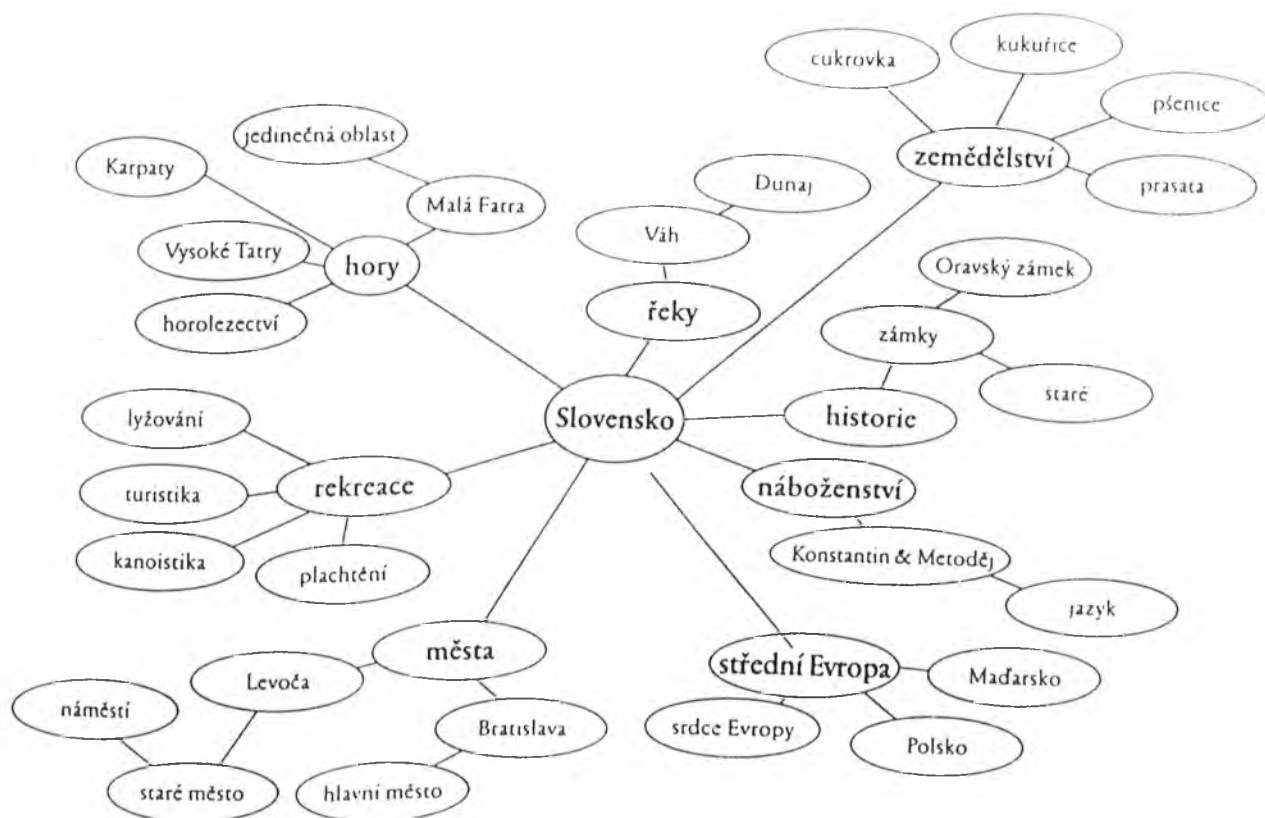 cukrovka
kukuřice
pšenice
prasata
zemědělství
jedinečná oblast
Karpaty
Malá Fatra
Vysoké Tatry
hory
horolezectví
Dunaj
Váh
řeky
Oravský zámek
zámky
staré
historie
Slovensko
lyžování
rekreace
turistika
kanoistika
plachtění
náboženství
Konstantin & Metoděj
jazyk
města
Levoča
náměstí
staré město
Bratislava
hlavní město
střední Evropa
Maďarsko
srdce Evropy
Polsko